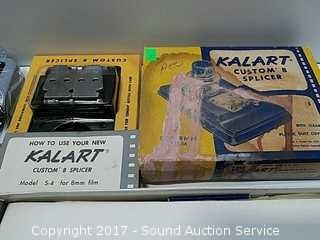 CUSTOM 8 SPLICER
HOW TO USE YOUR NEW
KALART
CUSTOM 8 SPLICER
Model S-4 for 8mm film
KALART
CUSTOM 8
SPLICER
Copyright 2017 - Sound Auction Service